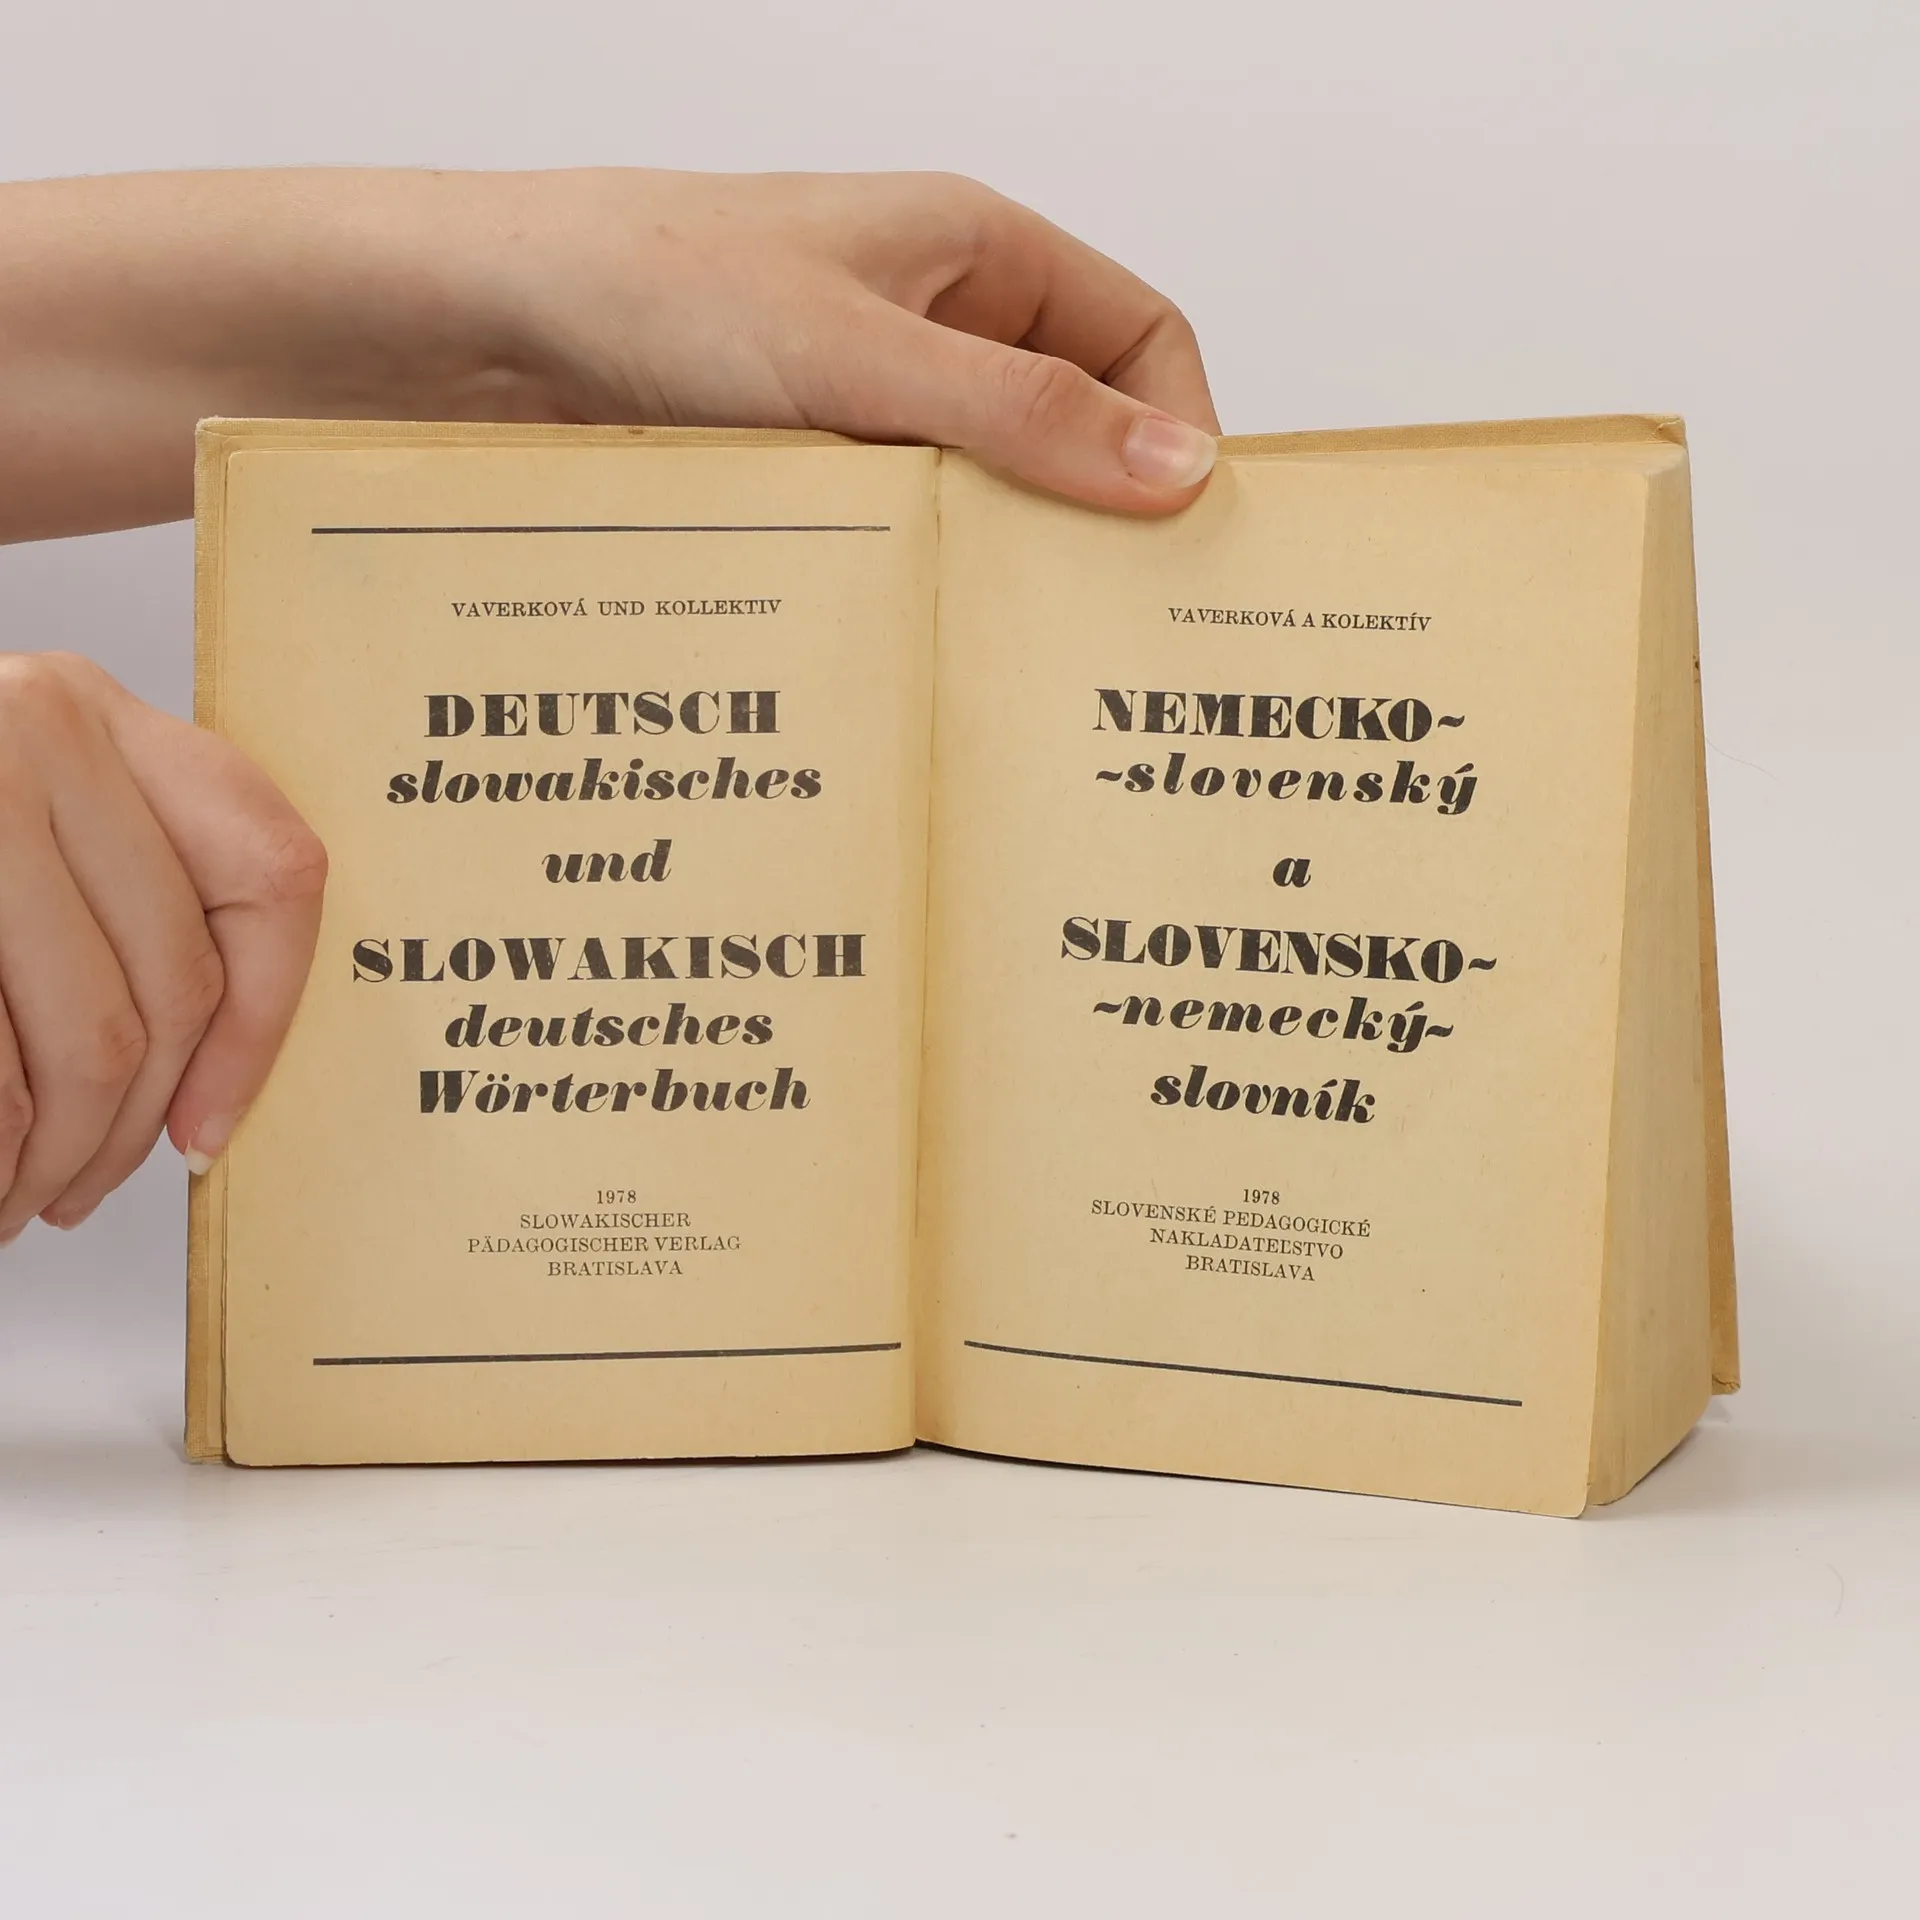 VAVERKOVÁ UND KOLLEKTIV
DEUTSCH
slowakisches
und
SLOWAKISCH
deutsches
Wörterbuch
1978
SLOWAKISCHER
PÄDAGOGISCHER VERLAG
BRATISLAVA
VAVERKOVÁ A KOLEKTÍV
NEMECKO~
~slovenský
a
SLOVENSKO~
~nemecký~
slovník
1978
SLOVENSKÉ PEDAGOGICKÉ
NAKLADATEĽSTVO
BRATISLAVA